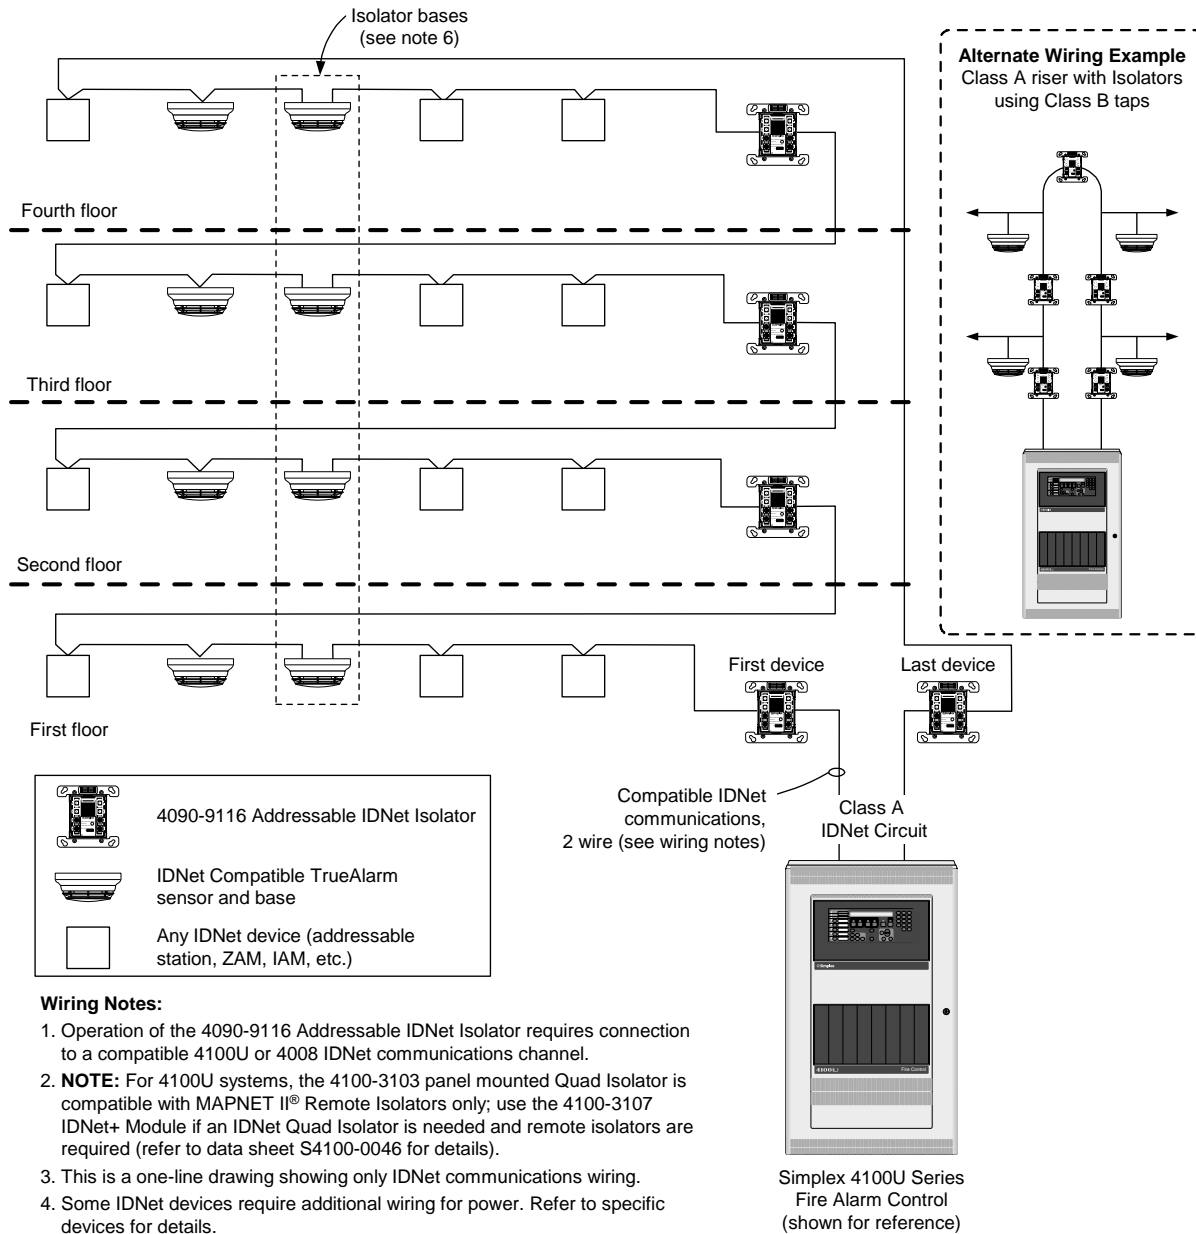 Isolator bases
(see note 6)
Alternate Wiring Example
Class A riser with Isolators
using Class B taps
Fourth floor
Third floor
Second floor
First device
Last device
First floor
4090-9116 Addressable IDNet Isolator
IDNet Compatible TrueAlarm
sensor and base
Any IDNet device (addressable
station, ZAM, IAM, etc.)
Compatible IDNet
communications,
2 wire (see wiring notes)
Class A
IDNet Circuit
Simplex
4100U
Fire Control
Simplex 4100U Series
Fire Alarm Control
(shown for reference)
Wiring Notes:
1. Operation of the 4090-9116 Addressable IDNet Isolator requires connection
to a compatible 4100U or 4008 IDNet communications channel.
2. NOTE: For 4100U systems, the 4100-3103 panel mounted Quad Isolator is
compatible with MAPNET II® Remote Isolators only; use the 4100-3107
IDNet+ Module if an IDNet Quad Isolator is needed and remote isolators are
required (refer to data sheet S4100-0046 for details).
3. This is a one-line drawing showing only IDNet communications wiring.
4. Some IDNet devices require additional wiring for power. Refer to specific
devices for details.